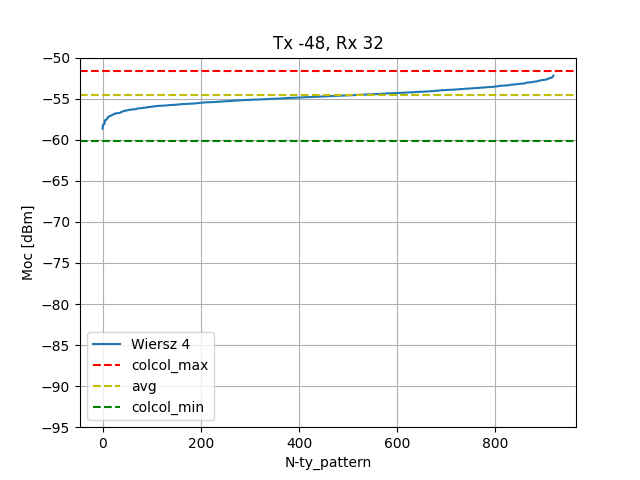 Tx -48, Rx 32
−50
−55
−60
−65
−70
−75
−80
−85
−90
−95
Moc [dBm]
Wiersz 4
colcol_max
avg
colcol_min
0 200 400 600 800
N-ty_pattern